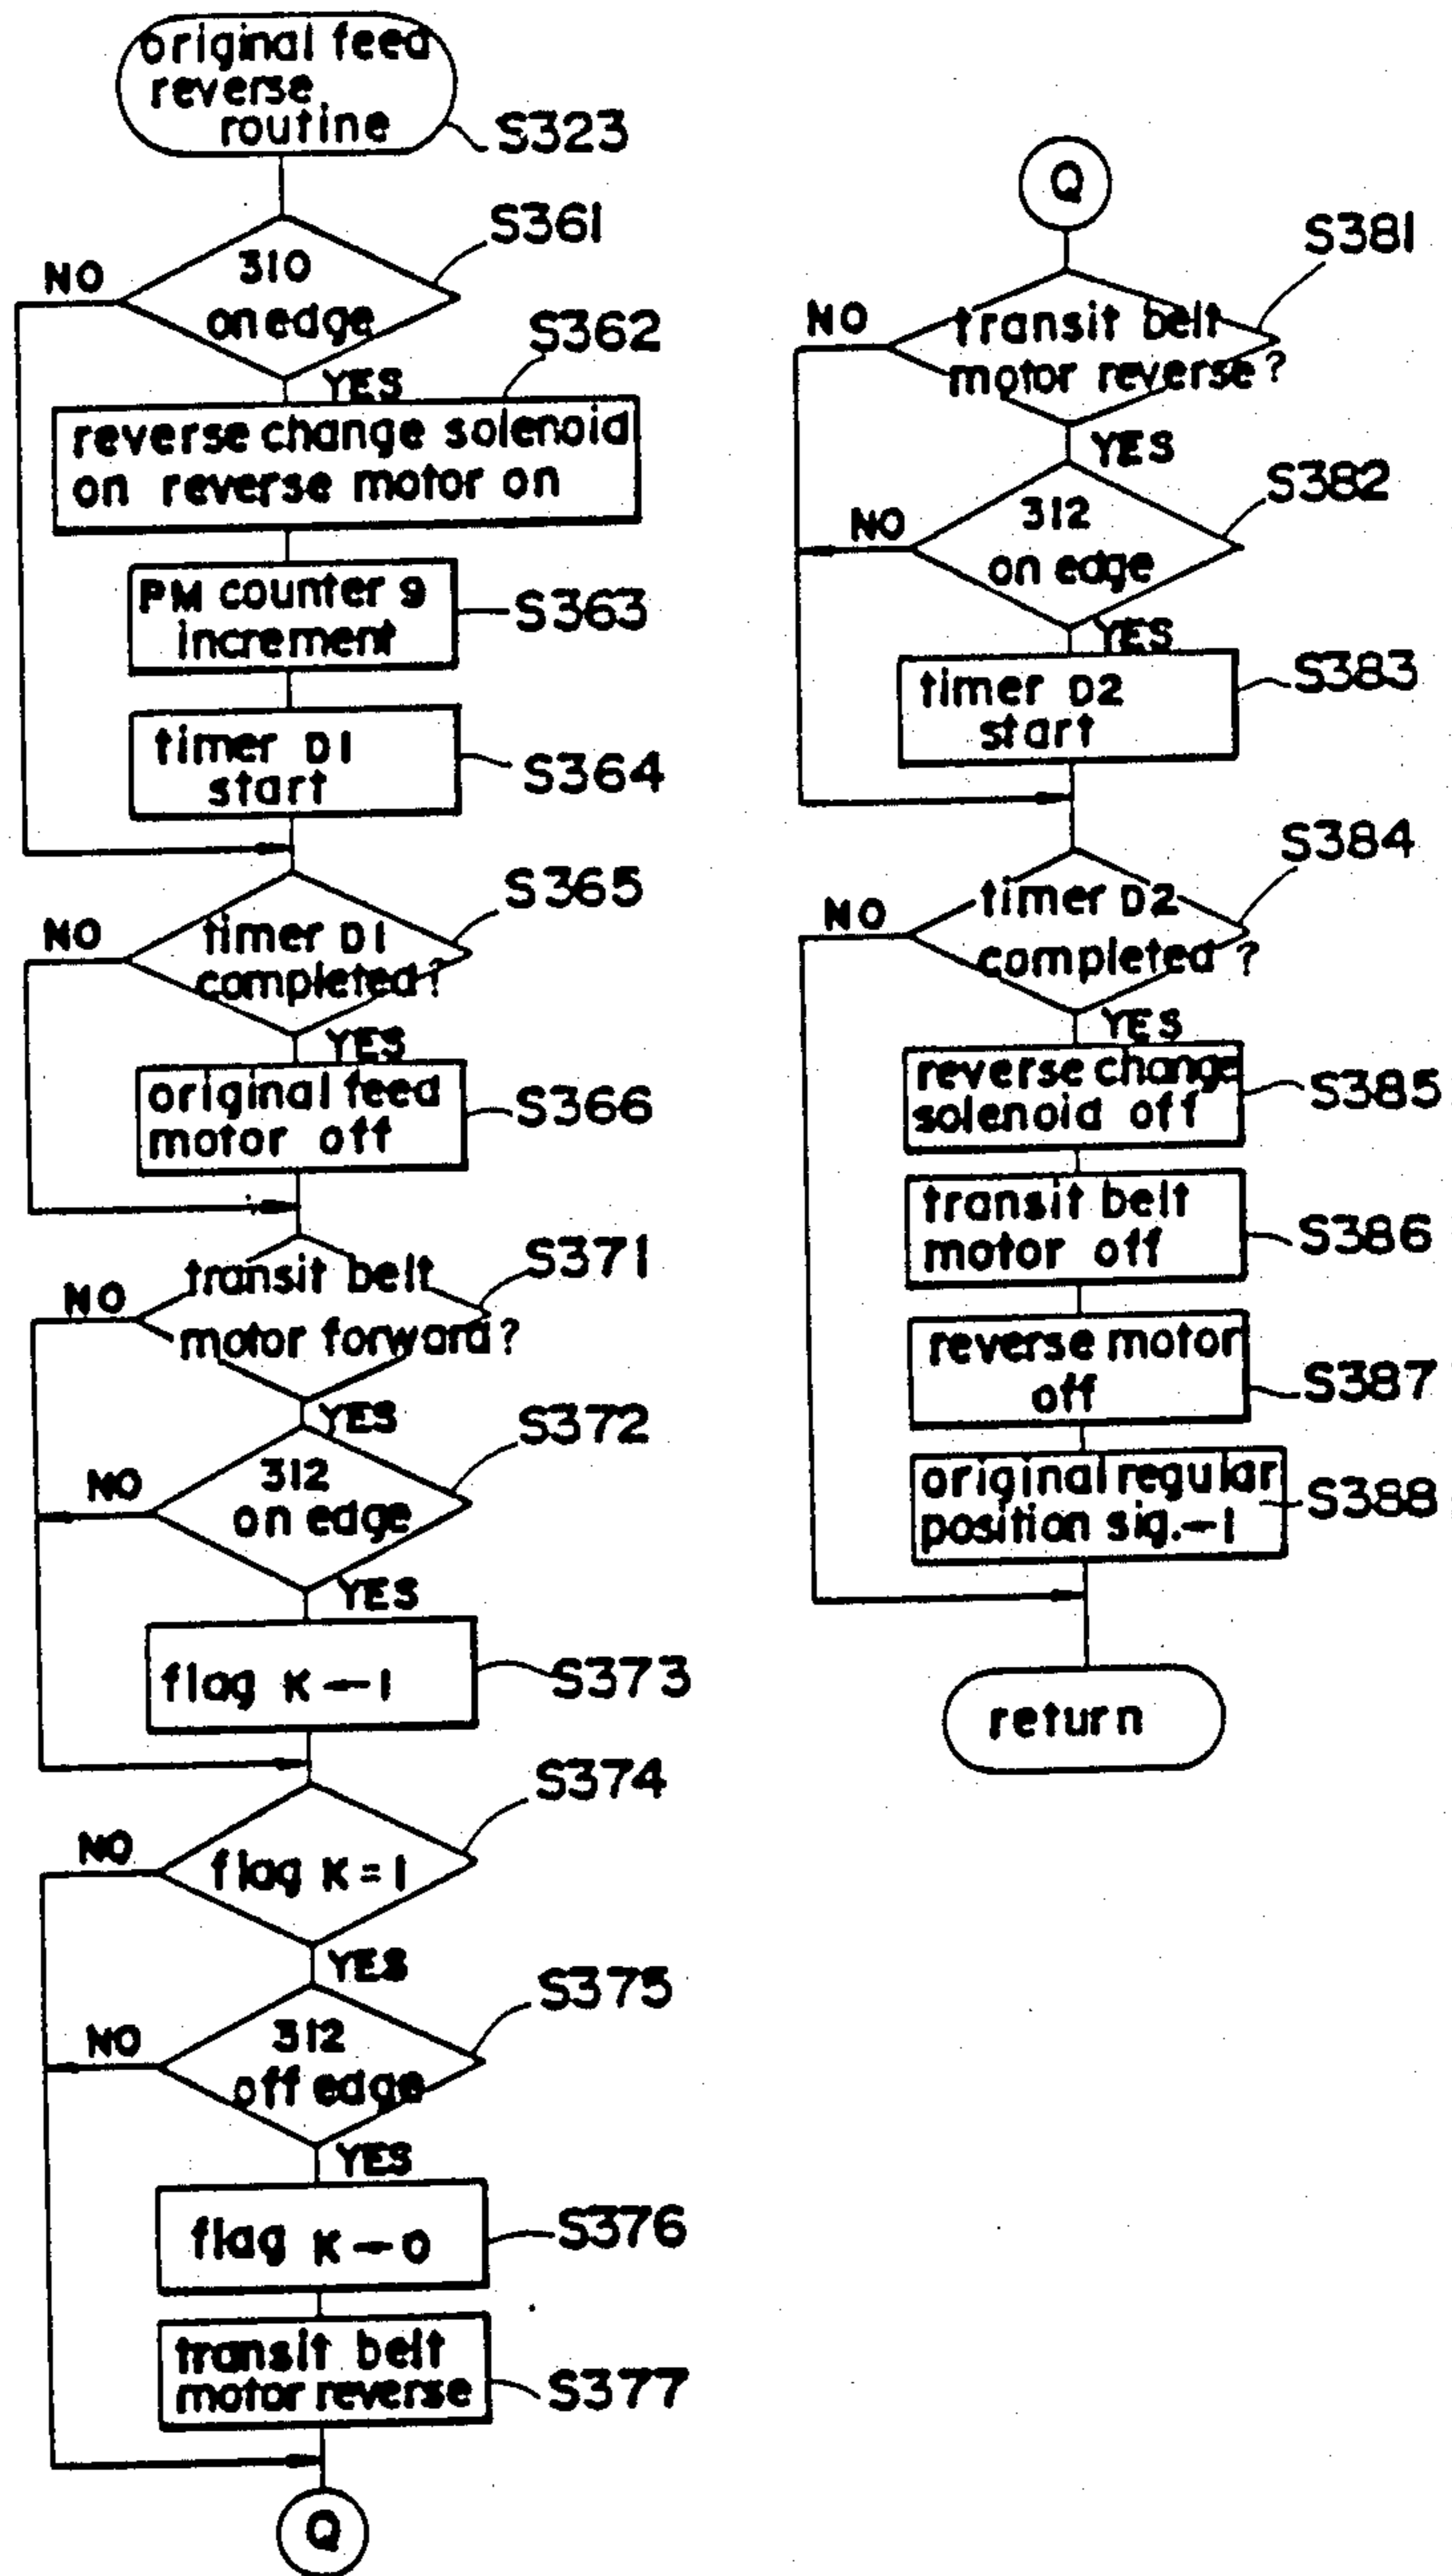 original feed
reverse
routine
S323
S361
NO
310
on edge
S362
YES
reverse change solenoid
on reverse motor on
PM counter 9
increment
S363
timer D1
start
S364
S365
NO
timer D1
completed?
YES
original feed
motor off
S366
S371
NO
transit belt
motor forward?
YES
S372
NO
312
on edge
YES
flag K←1
S373
S374
NO
flag K=1
YES
S375
NO
312
off edge
YES
flag K←0
S376
transit belt
motor reverse
S377
Q
Q
S381
NO
transit belt
motor reverse?
YES
S382
NO
312
on edge
YES
timer D2
start
S383
S384
NO
timer D2
completed?
YES
reverse change
solenoid off
S385
transit belt
motor off
S386
reverse motor
off
S387
original regular
position sig.←1
S388
return